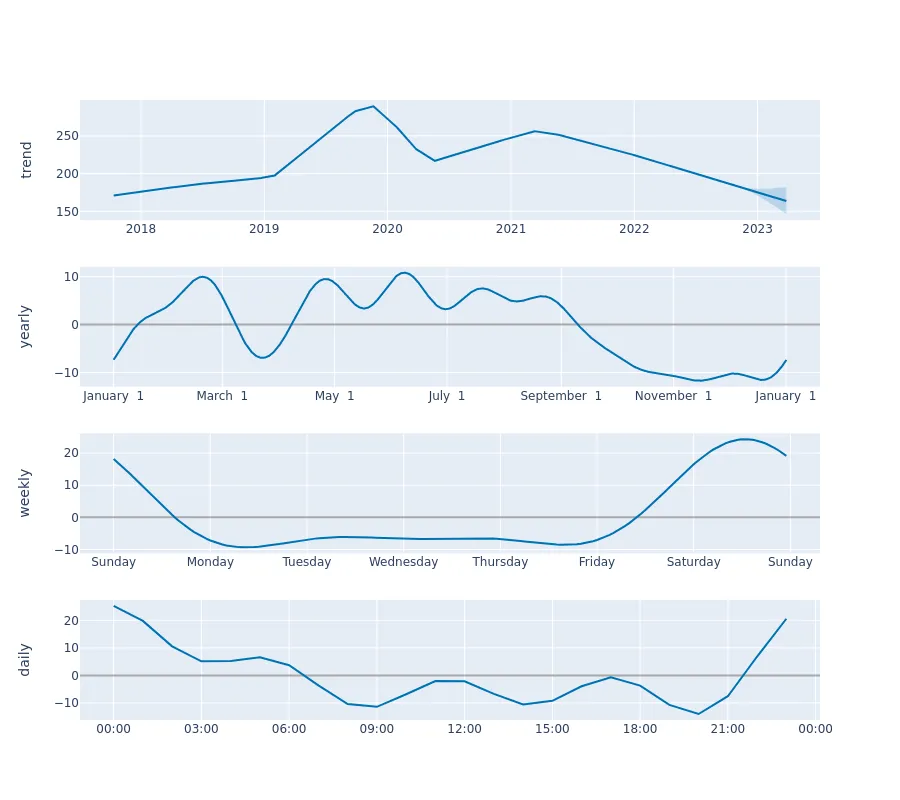 trend
250
200
150
2018 2019 2020 2021 2022 2023
yearly
10
0
−10
January 1 March 1 May 1 July 1 September 1 November 1 January 1
weekly
20
10
0
−10
Sunday Monday Tuesday Wednesday Thursday Friday Saturday Sunday
daily
20
10
0
−10
00:00 03:00 06:00 09:00 12:00 15:00 18:00 21:00 00:00